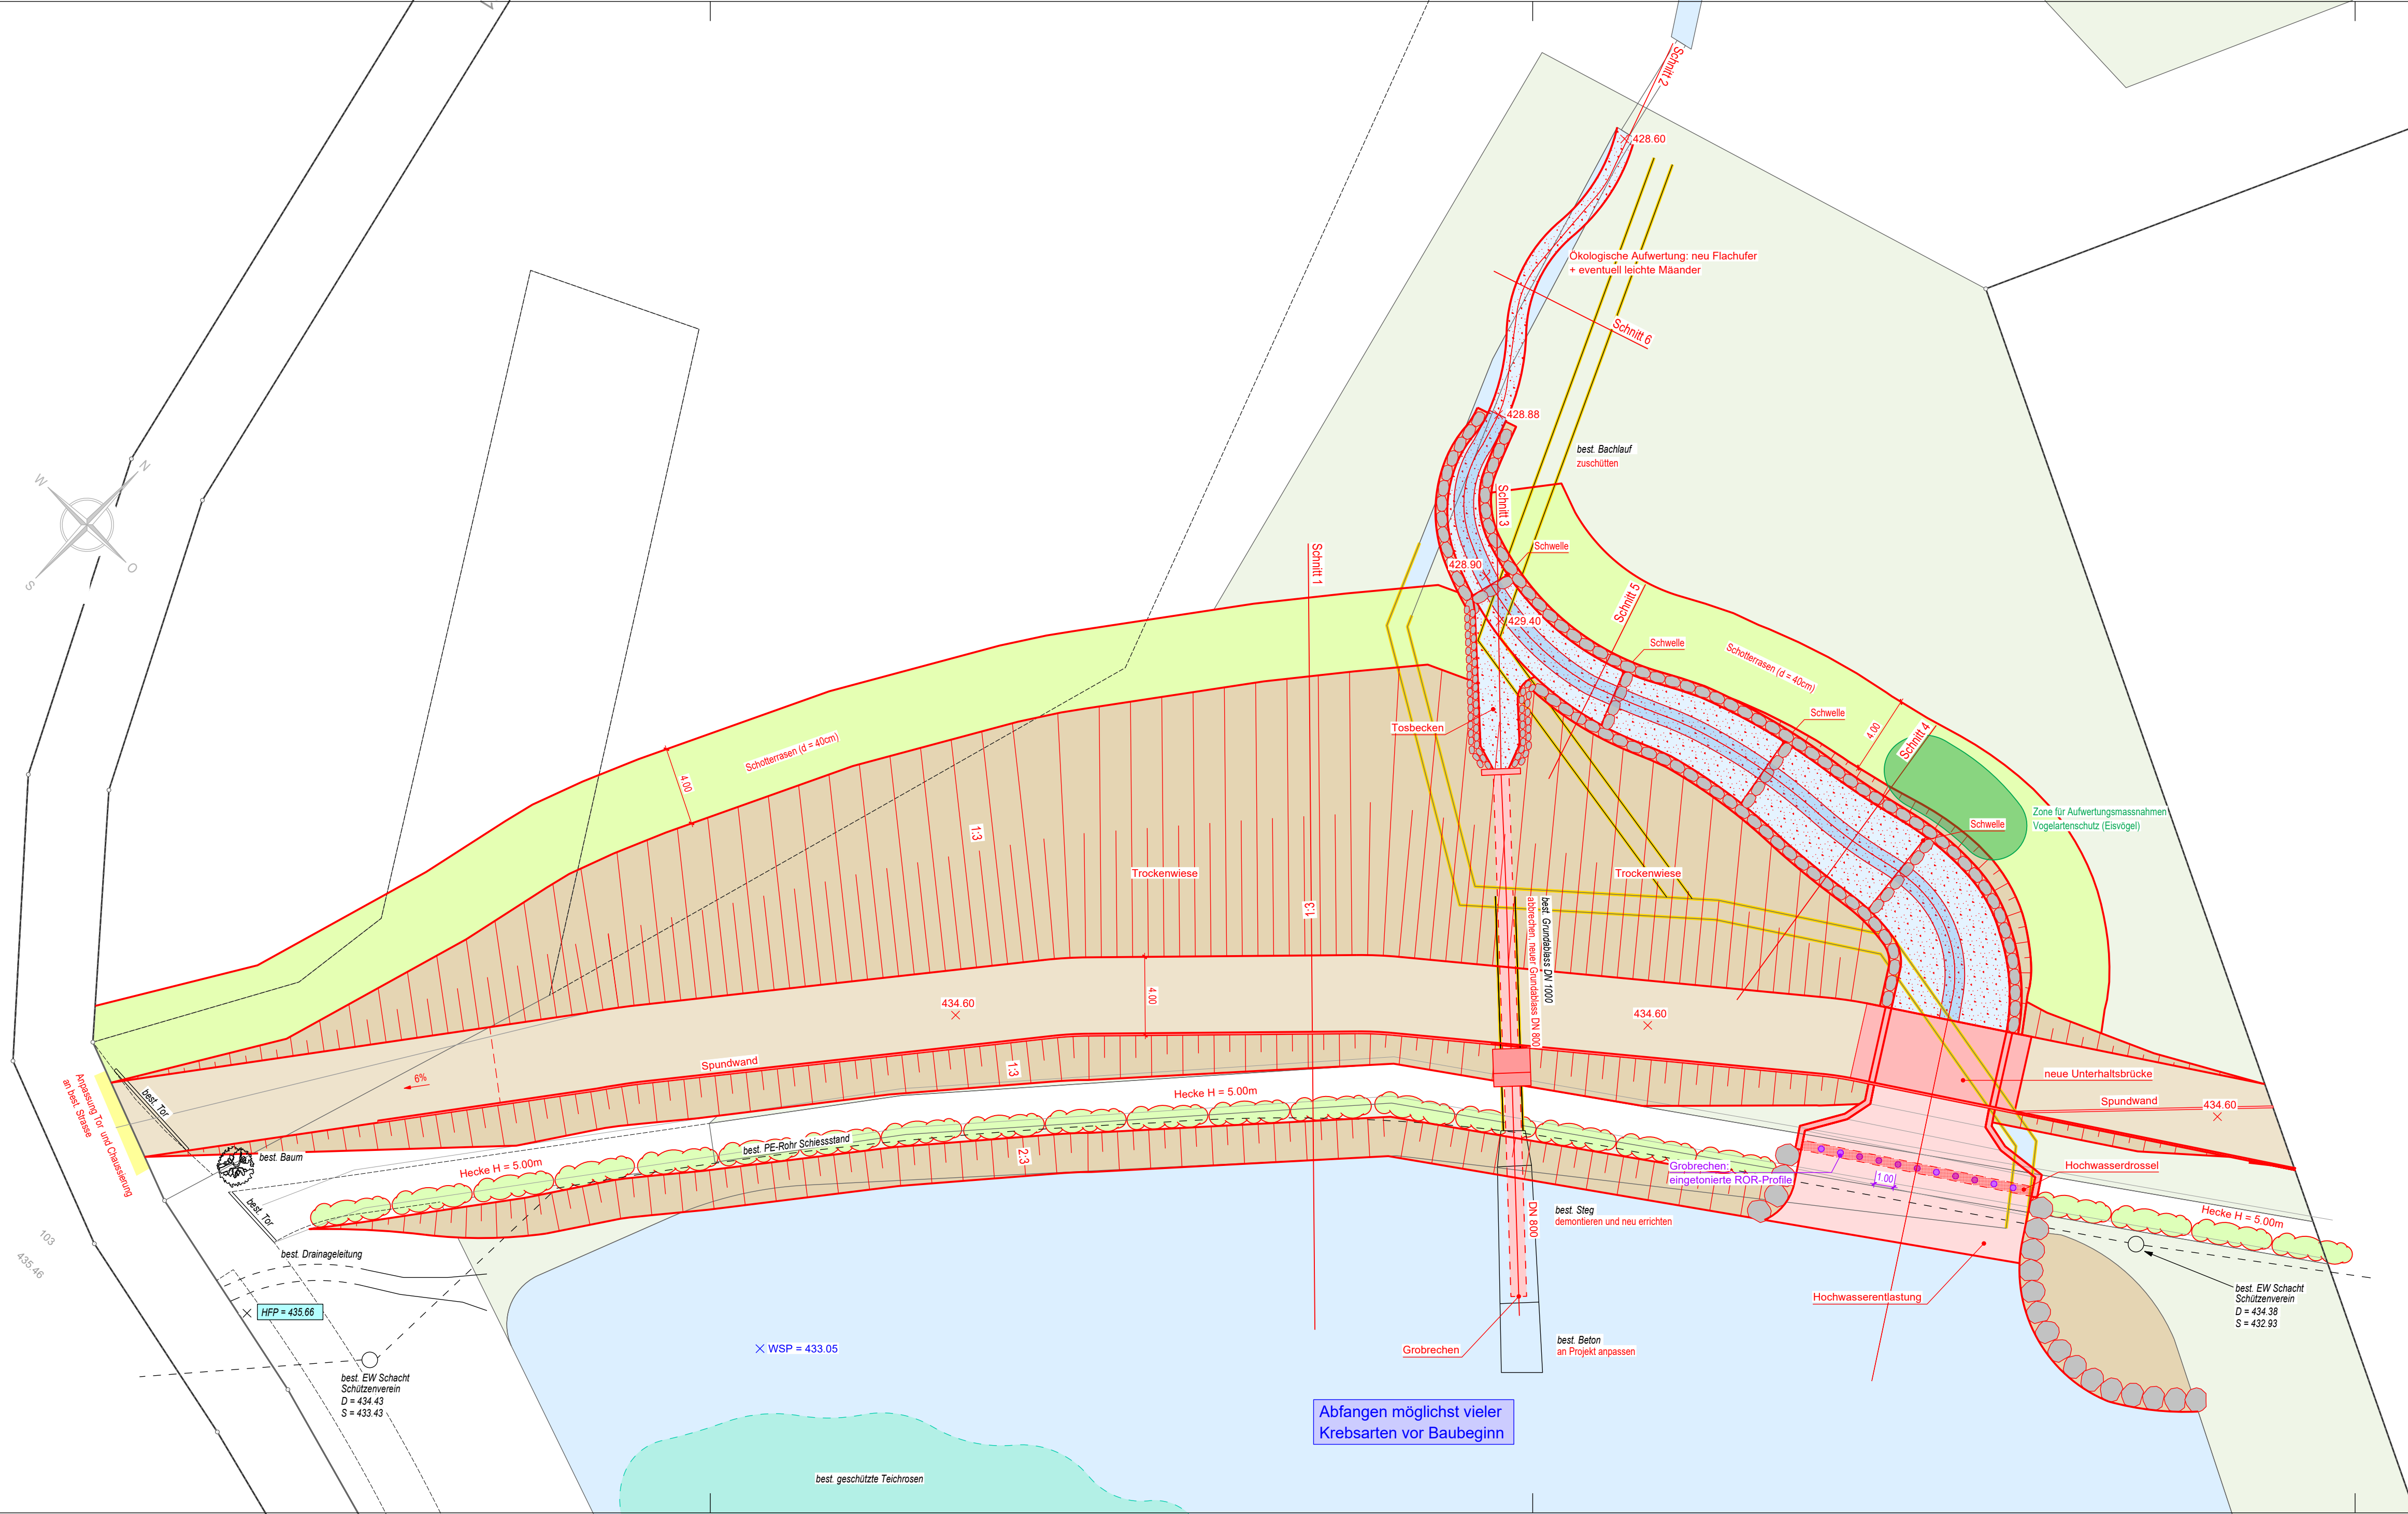 Schnitt 2
428.60
Ökologische Aufwertung: neu Flachufer
+ eventuell leichte Mäander
Schnitt 6
428.88
best. Bachlauf
zuschütten
N
W
O
S
Schnitt 3
Schwelle
Schnitt 1
428.90
Schnitt 5
429.40
Schwelle
Schotterrasen (d = 40cm)
Schwelle
4.00
Schnitt 4
Tosbecken
Schotterrasen (d = 40cm)
4.00
Zone für Aufwertungsmassnahmen
Vogelartenschutz (Eisvögel)
Schwelle
1:3
Trockenwiese
Trockenwiese
1:3.1
best. Grundablass DN 1000
abbrechen, neuer Grundablass DN 800
4.00
434.60
434.60
Spundwand
1:3
6%
neue Unterhaltsbrücke
Spundwand
434.60
Anpassung Tor und Chaussierung
an best. Strasse
best. Tor
Hecke H = 5.00m
best. PE-Rohr Schiessstand
best. Baum
Hecke H = 5.00m
2:3
Grobrechen:
eingetonierte ROR-Profile
1.00
Hochwasserdrossel
best. Tor
DN 800
best. Steg
demontieren und neu errichten
Hecke H = 5.00m
103
435.46
best. Drainageleitung
HFP = 435.66
Hochwasserentlastung
best. EW Schacht
Schützenverein
D = 434.38
S = 432.93
WSP = 433.05
Grobrechen
best. Beton
an Projekt anpassen
best. EW Schacht
Schützenverein
D = 434.43
S = 433.43
Abfangen möglichst vieler
Krebsarten vor Baubeginn
best. geschützte Teichrosen